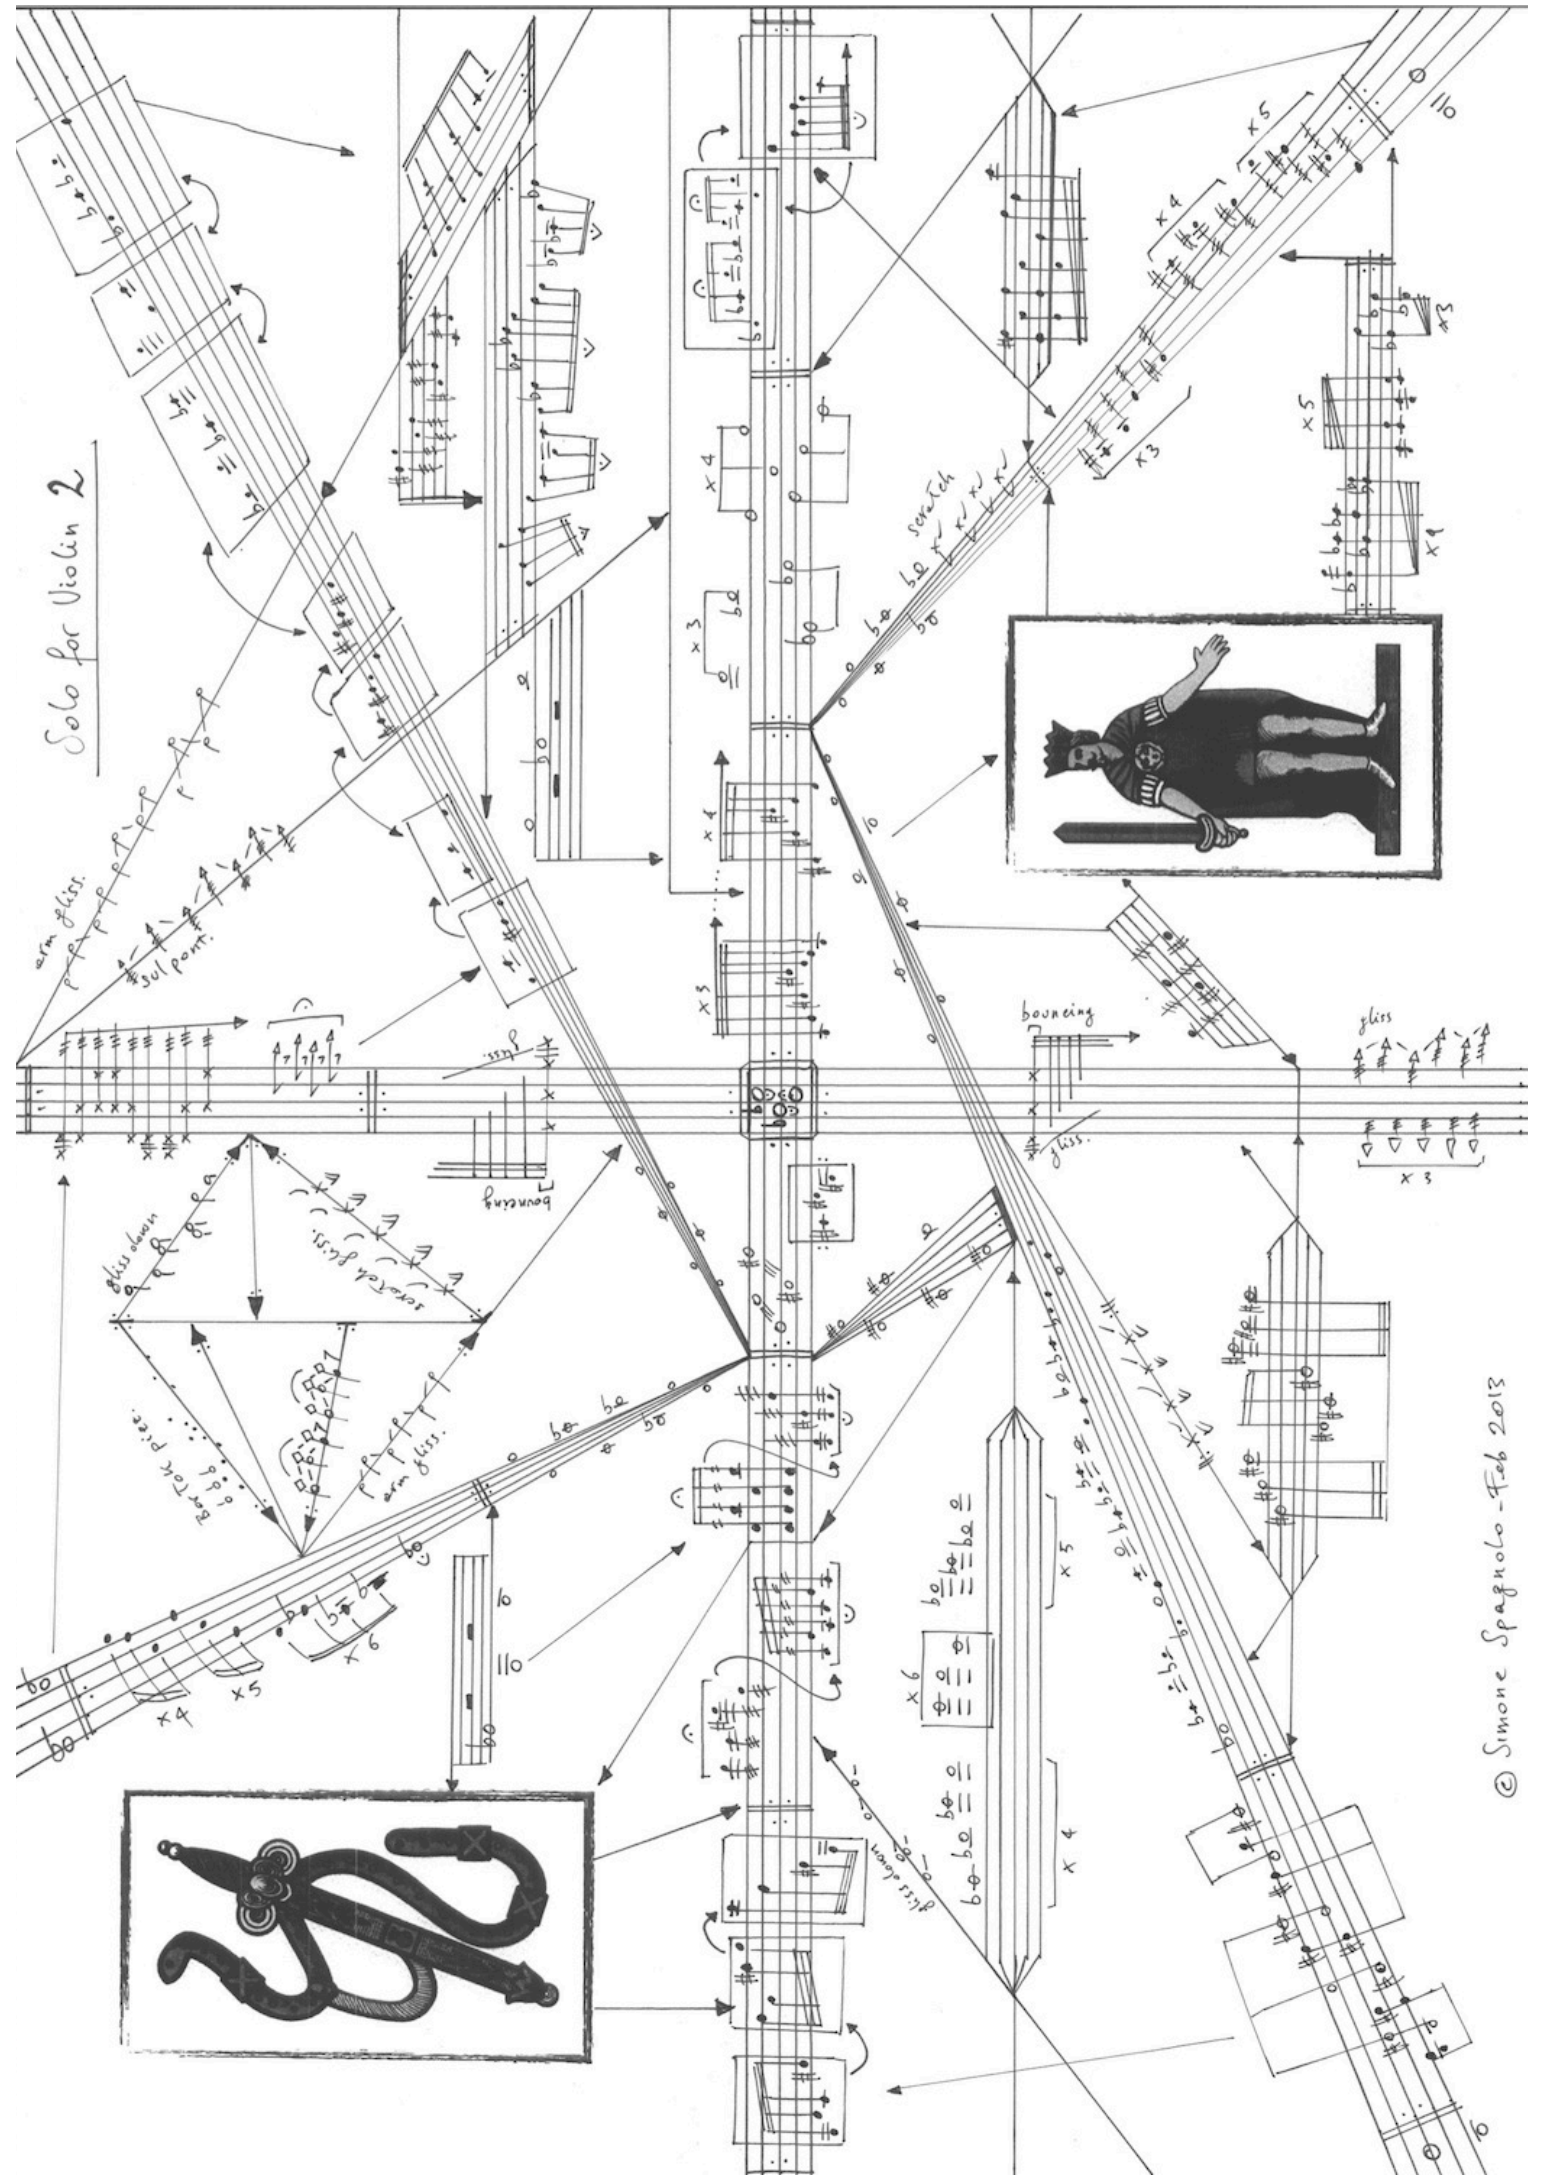 Solo for Violin 2
x 5
x 4
x 3
scratch
x 5
x 3
x 4
x 4
x 3
x 4
x 3
arm gliss.
sul pont.
gliss.
bouncing
bouncing
gliss.
gliss
x 3
gliss down
scratch gliss.
Bartok pizz.
arm gliss.
x 4
x 5
x 6
x 5
x 6
x 4
gliss down
© Simone Spagnolo - Feb 2013